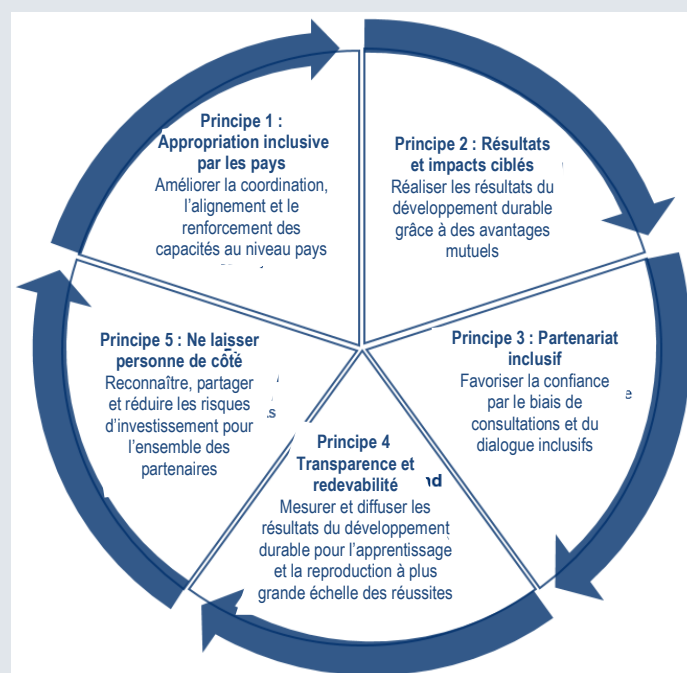 Principe 1 :
Appropriation inclusive
par les pays
Améliorer la coordination,
l'alignement et le
renforcement des
capacités au niveau pays
Principe 2 : Résultats
et impacts ciblés
Réaliser les résultats du
développement durable
grâce à des avantages
mutuels
Principe 3 : Partenariat
inclusif
Favoriser la confiance
par le biais de
consultations et du
dialogue inclusifs
Principe 4
Transparence et
redevabilité
Mesurer et diffuser les
résultats du développement
durable pour l'apprentissage
et la reproduction à plus
grande échelle des réussites
Principe 5 : Ne laisser
personne de côté
Reconnaître, partager
et réduire les risques
d'investissement pour
l'ensemble des
partenaires